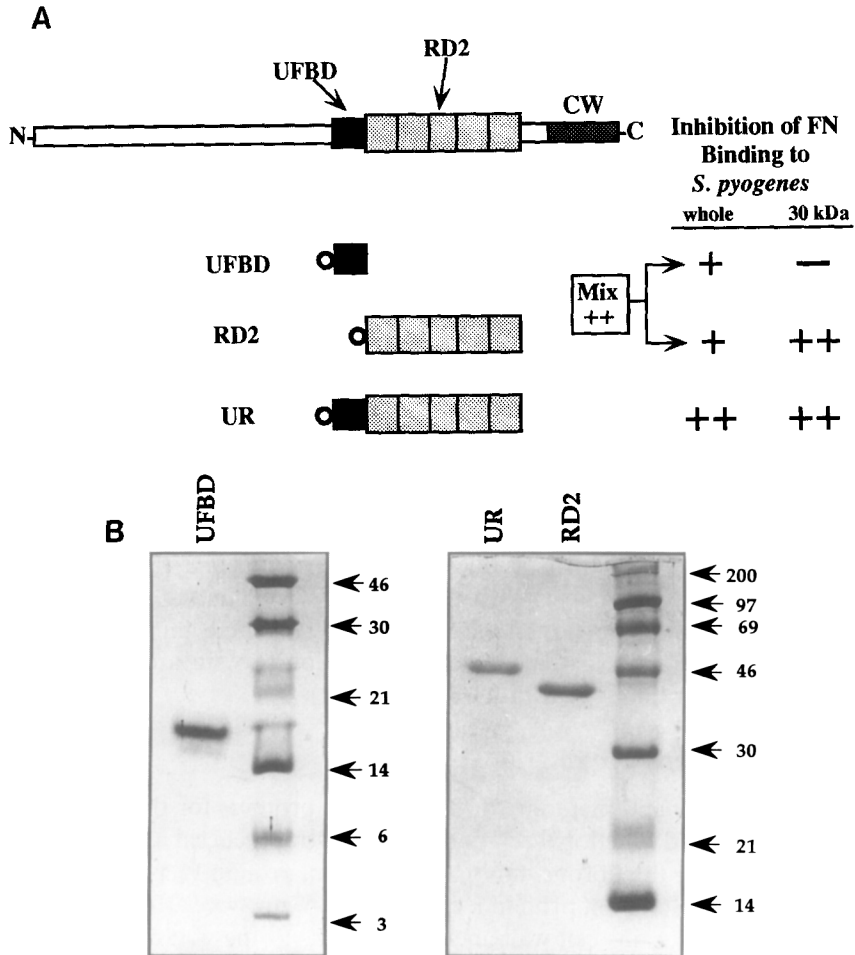 A
RD2
UFBD
CW
N
C
Inhibition of FN
Binding to
S. pyogenes
whole 30 kDa
UFBD
+ —
Mix
++
RD2
+ ++
UR
++ ++
B
UFBD
UR
RD2
46
30
21
14
6
3
200
97
69
46
30
21
14